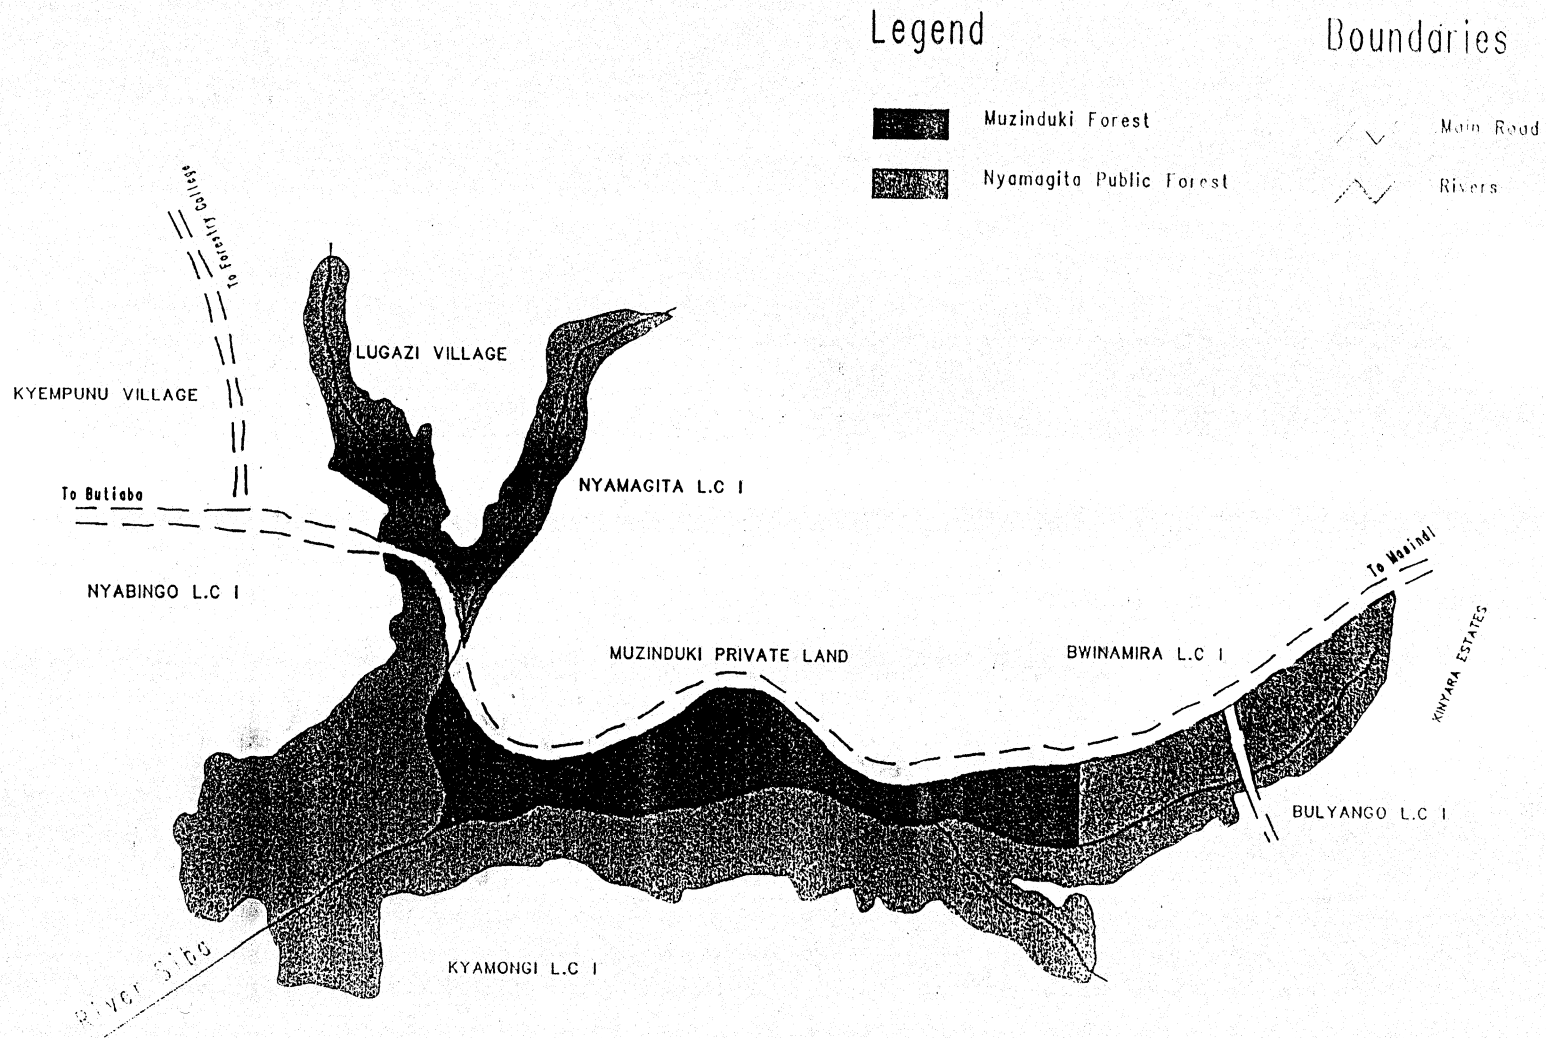 Legend
Boundaries
Muzinduki Forest
Main Road
Nyamagita Public Forest
Rivers
To Forestry College
LUGAZI VILLAGE
KYEMPUNU VILLAGE
NYAMAGITA L.C I
To Butiaba
To Masindi
NYABINGO L.C I
MUZINDUKI PRIVATE LAND
BWINAMIRA L.C I
KINYARA ESTATES
BULYANGO L.C I
River Siba
KYAMONGI L.C I